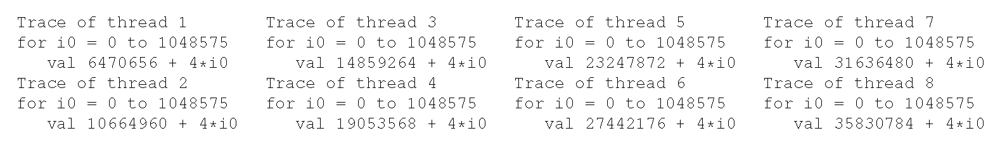 Trace of thread 1
for i0 = 0 to 1048575
   val 6470656 + 4*i0
Trace of thread 2
for i0 = 0 to 1048575
   val 10664960 + 4*i0
Trace of thread 3
for i0 = 0 to 1048575
   val 14859264 + 4*i0
Trace of thread 4
for i0 = 0 to 1048575
   val 19053568 + 4*i0
Trace of thread 5
for i0 = 0 to 1048575
   val 23247872 + 4*i0
Trace of thread 6
for i0 = 0 to 1048575
   val 27442176 + 4*i0
Trace of thread 7
for i0 = 0 to 1048575
   val 31636480 + 4*i0
Trace of thread 8
for i0 = 0 to 1048575
   val 35830784 + 4*i0